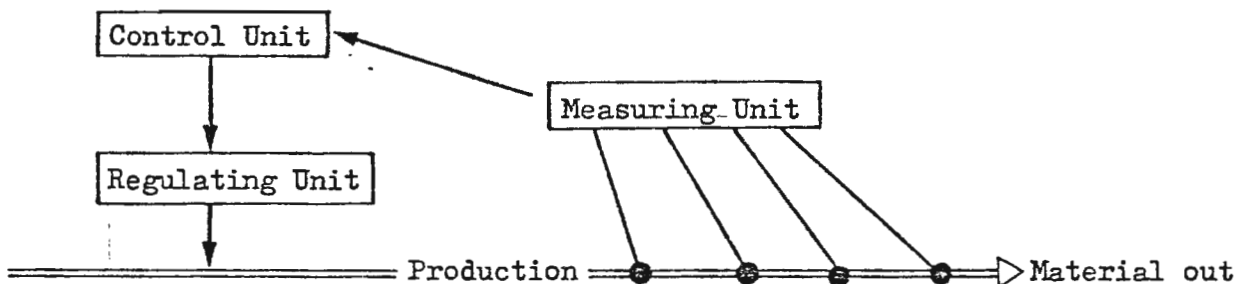 Control Unit
Measuring Unit
Regulating Unit
Production
Material out